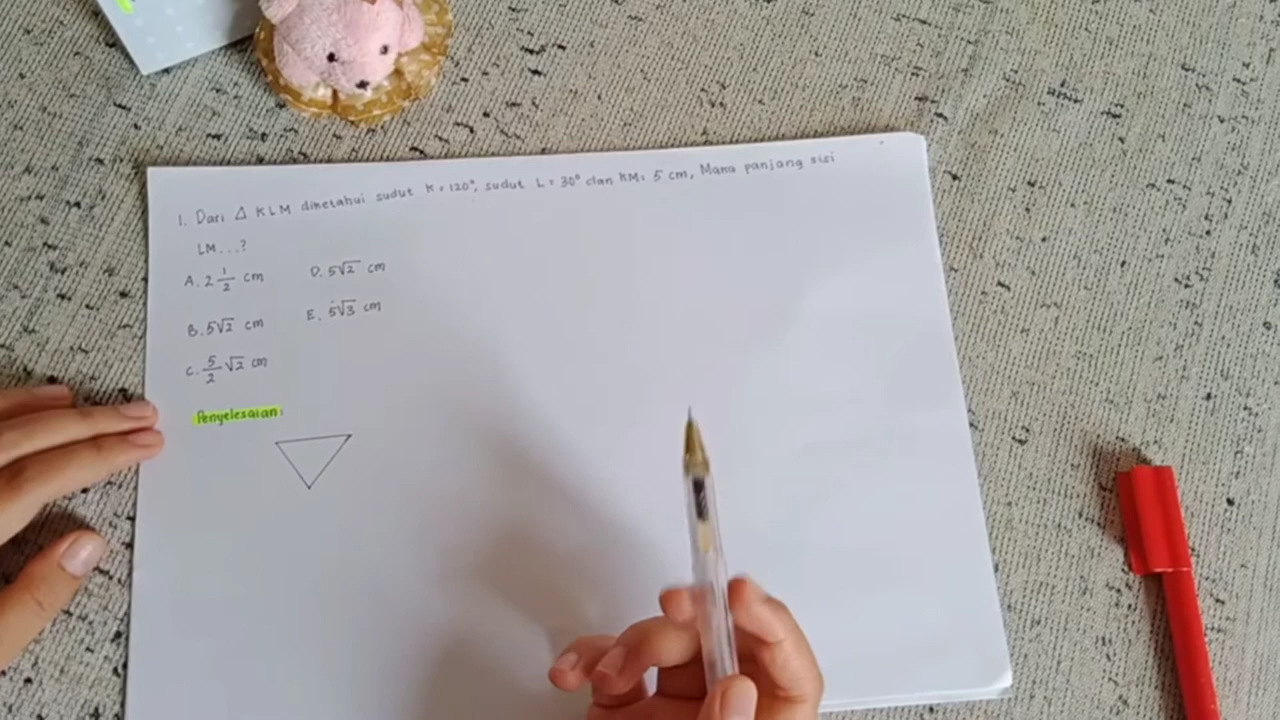 1. Dari △ KLM diketahui sudut K = 120°, sudut L = 30° dan KM = 5 cm, Maka panjang sisi
LM...?
A. 2 1/2 cm
D. 5√2 cm
B. 5√2 cm
E. 5√3 cm
C. 5/2 √2 cm
Penyelesaian: